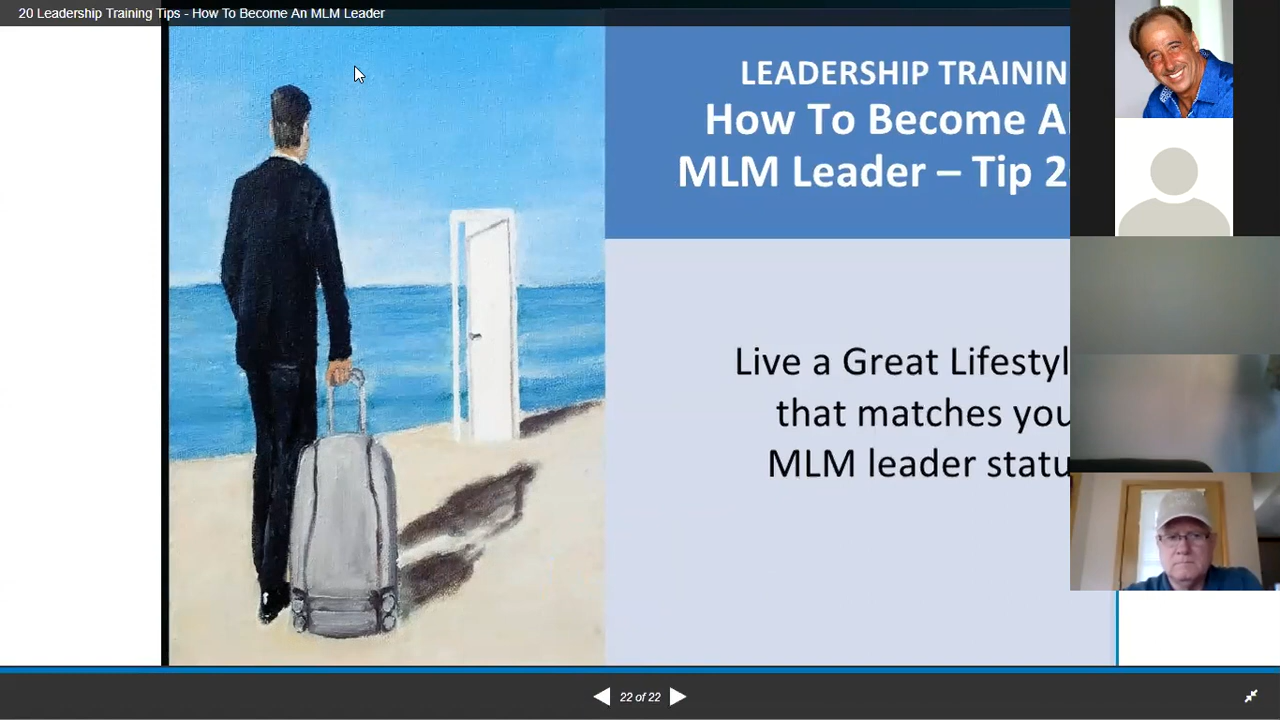 20 Leadership Training Tips - How To Become An MLM Leader
LEADERSHIP TRAININ
How To Become A
MLM Leader – Tip 2
Live a Great Lifestyl
that matches you
MLM leader statu
22 of 22